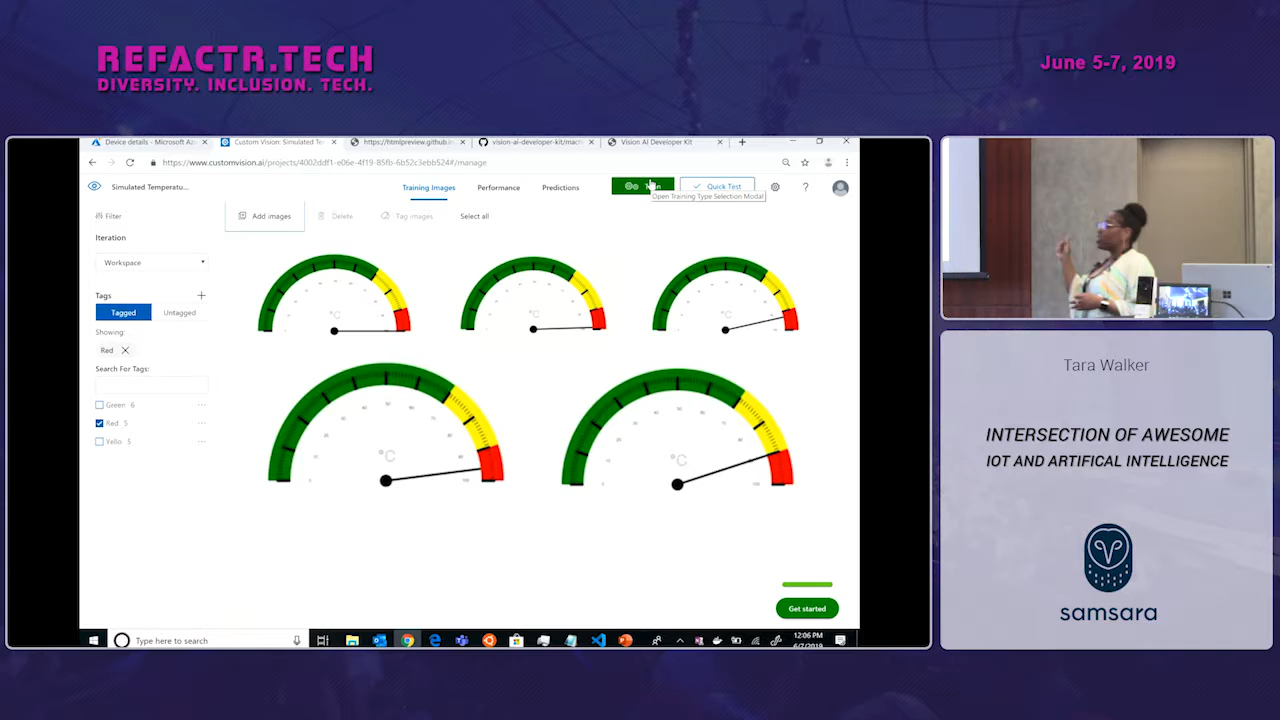 REFACTR.TECH
DIVERSITY. INCLUSION. TECH.
June 5-7, 2019
Device details - Microsoft Az
Custom Vision: Simulated Te
https://htmlpreview.github.i
vision-ai-developer-kit/mach
Vision AI Developer Kit
https://www.customvision.ai/projects/4002ddf1-e06e-4f19-85fb-6b52c3ebb524#/manage
Simulated Temperatu...
Training Images
Performance
Predictions
Quick Test
?
Open Training Type Selection Modal
Filter
Add images
Delete
Tag images
Select all
Iteration
Workspace
Tags
Tagged
Untagged
Showing:
Red
Search For Tags:
Green 6
Red 5
Yello 5
°C
°C
°C
°C
°C
Get started
Type here to search
12:06 PM
6/7/2019
Tara Walker
INTERSECTION OF AWESOME
IOT AND ARTIFICAL INTELLIGENCE
samsara